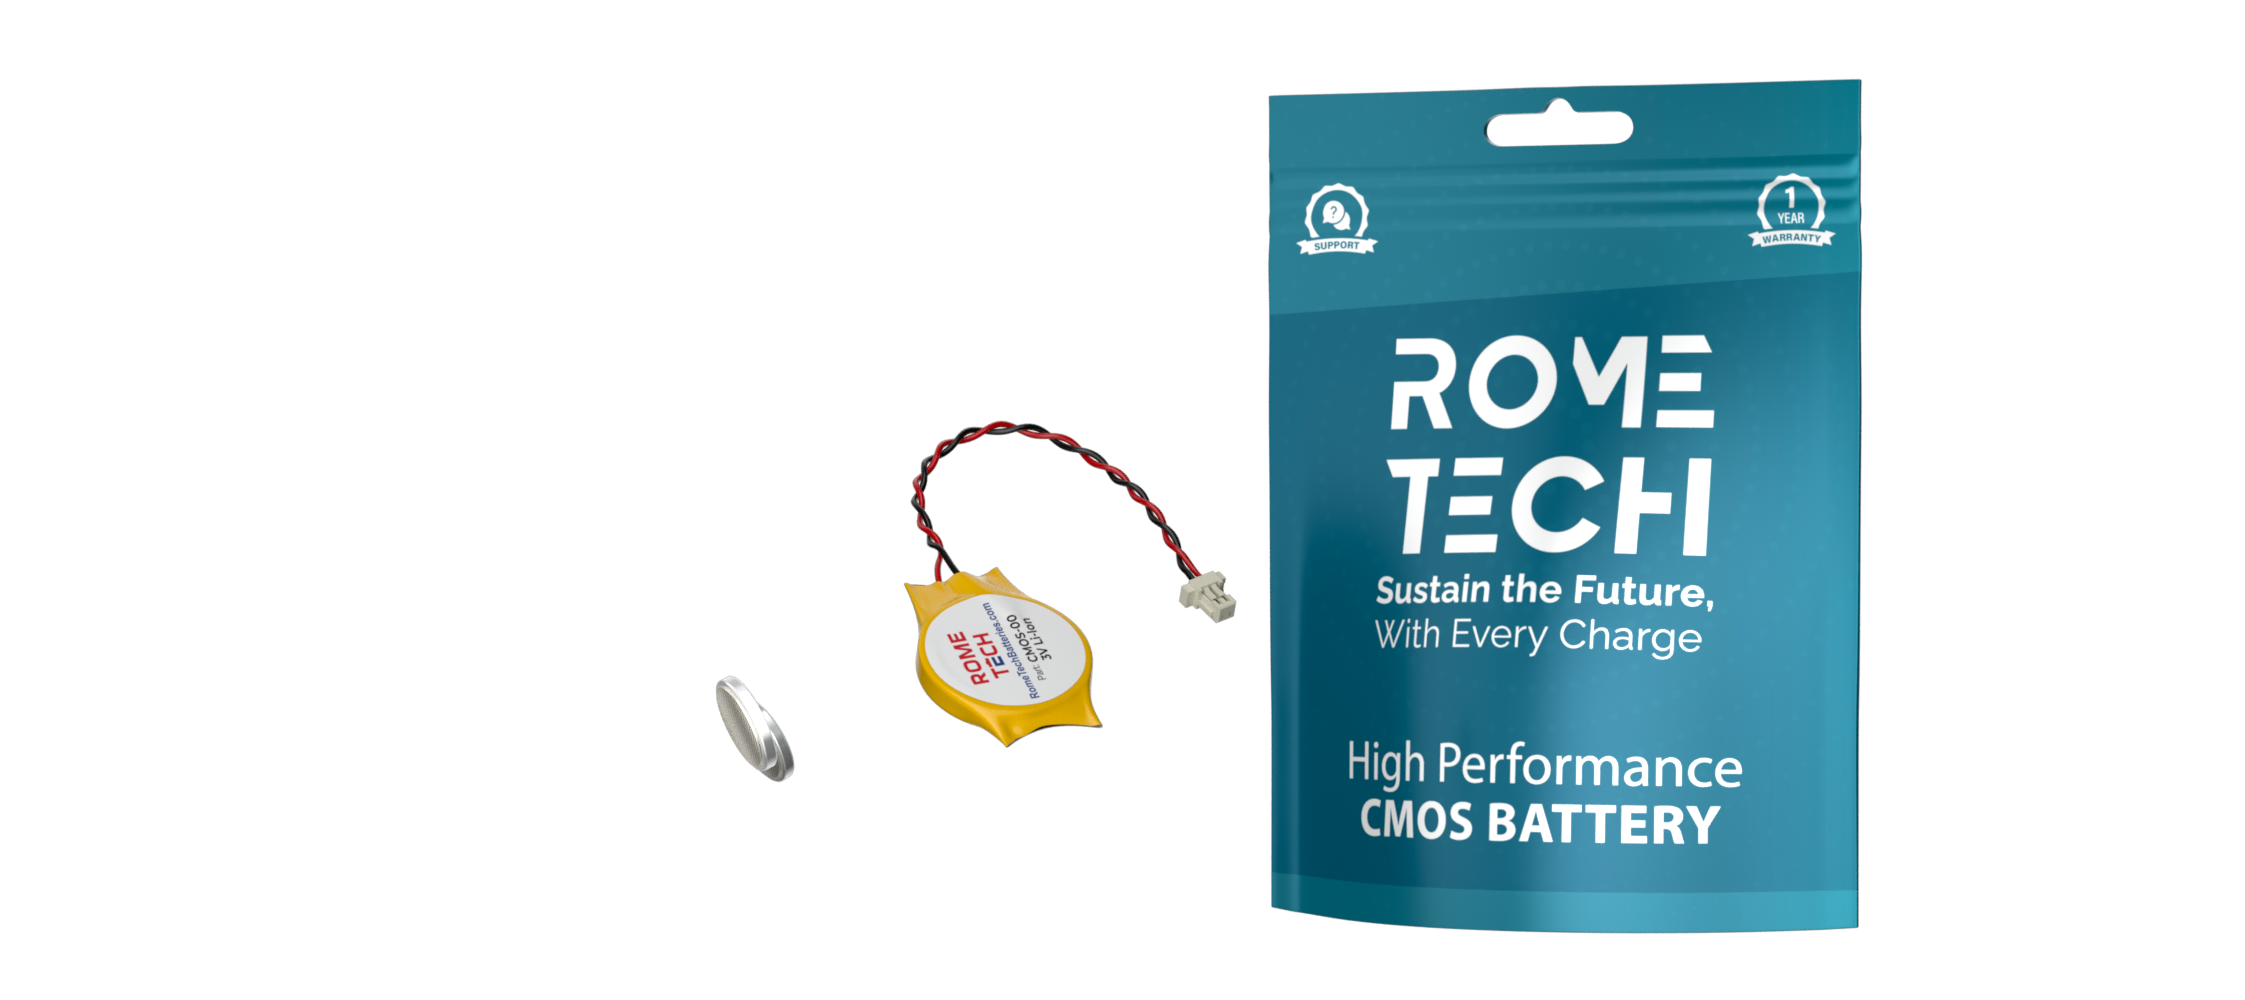 ?
SUPPORT
1
YEAR
WARRANTY
ROME
TECH
Sustain the Future,
With Every Charge
High Performance
CMOS BATTERY
ROME
TECH
RomeTechBatteries.com
Part: CMOS-00
3V Li-Ion